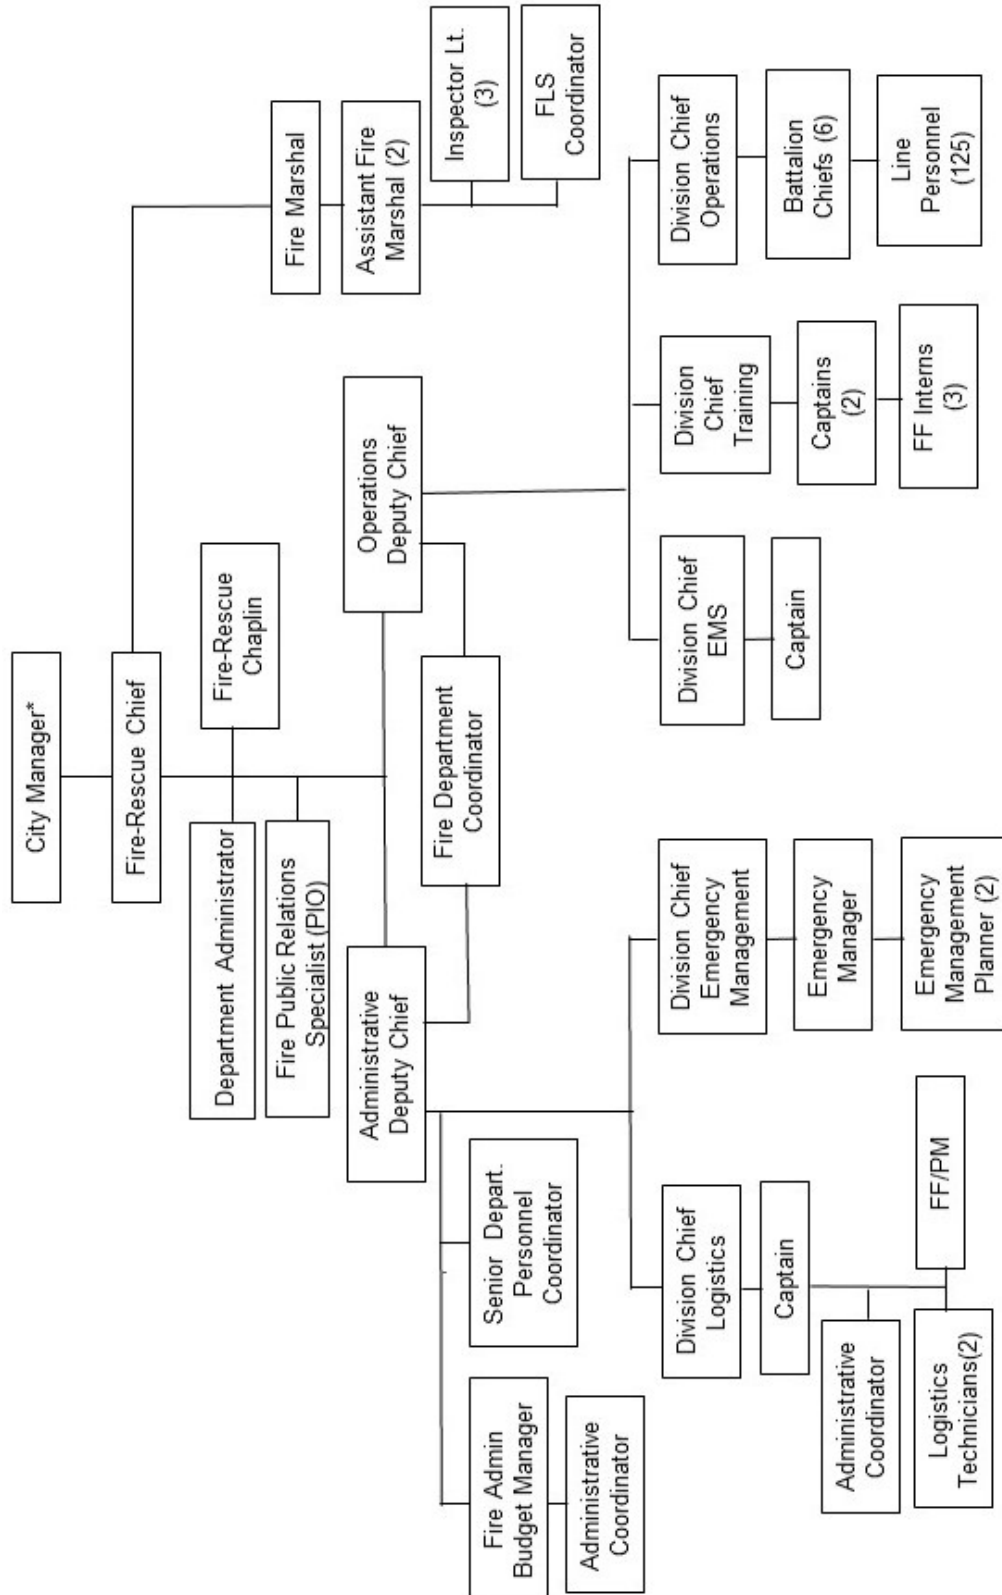 City Manager*
Fire-Rescue Chief
Department Administrator
Fire-Rescue
Chaplin
Fire Public Relations
Specialist (PIO)
Fire Marshal
Assistant Fire
Marshal (2)
Inspector Lt.
(3)
FLS
Coordinator
Administrative
Deputy Chief
Operations
Deputy Chief
Fire Department
Coordinator
Fire Admin
Budget Manager
Administrative
Coordinator
Senior Depart.
Personnel
Coordinator
Division Chief
Logistics
Captain
Administrative
Coordinator
Logistics
Technicians(2)
FF/PM
Division Chief
Emergency
Management
Emergency
Manager
Emergency
Management
Planner (2)
Division Chief
EMS
Captain
Division
Chief
Training
Captains
(2)
FF Interns
(3)
Division Chief
Operations
Battalion
Chiefs (6)
Line
Personnel
(125)